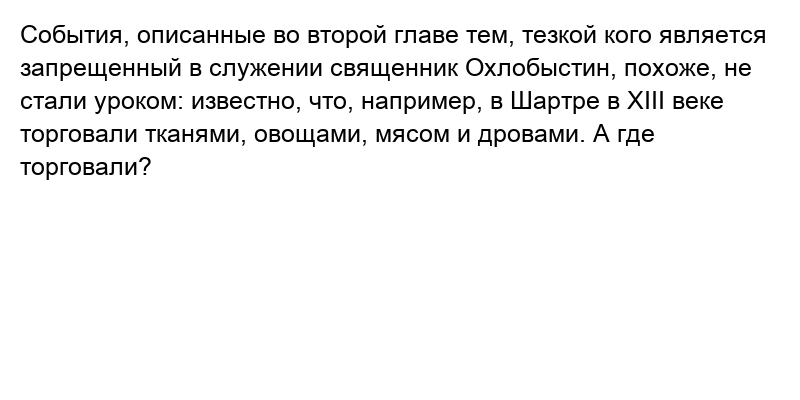 События, описанные во второй главе тем, тезкой кого является
запрещенный в служении священник Охлобыстин, похоже, не
стали уроком: известно, что, например, в Шартре в XIII веке
торговали тканями, овощами, мясом и дровами. А где
торговали?